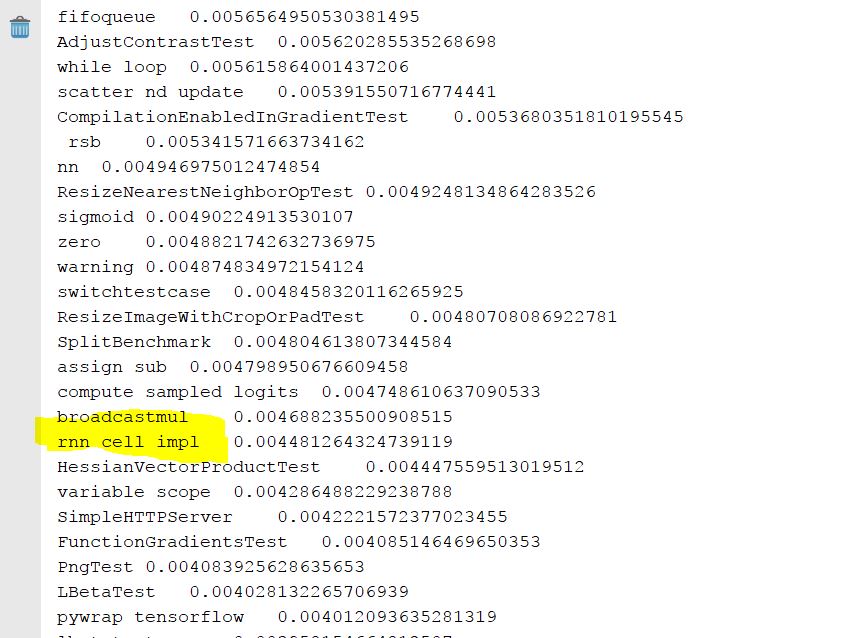 fifoqueue 0.0056564950530381495
AdjustContrastTest 0.005620285535268698
while loop 0.005615864001437206
scatter nd update 0.005391550716774441
CompilationEnabledInGradientTest 0.0053680351810195545
rsb 0.005341571663734162
nn 0.004946975012474854
ResizeNearestNeighborOpTest 0.0049248134864283526
sigmoid 0.00490224913530107
zero 0.0048821742632736975
warning 0.004874834972154124
switchtestcase 0.0048458320116265925
ResizeImageWithCropOrPadTest 0.00480708086922781
SplitBenchmark 0.004804613807344584
assign sub 0.004798950676609458
compute sampled logits 0.004748610637090533
broadcastmul 0.004688235500908515
rnn cell impl 0.004481264324739119
HessianVectorProductTest 0.004447559513019512
variable scope 0.004286488229238788
SimpleHTTPServer 0.0042221572377023455
FunctionGradientsTest 0.004085146469650353
PngTest 0.004083925628635653
LBetaTest 0.004028132265706939
pywrap tensorflow 0.004012093635281319